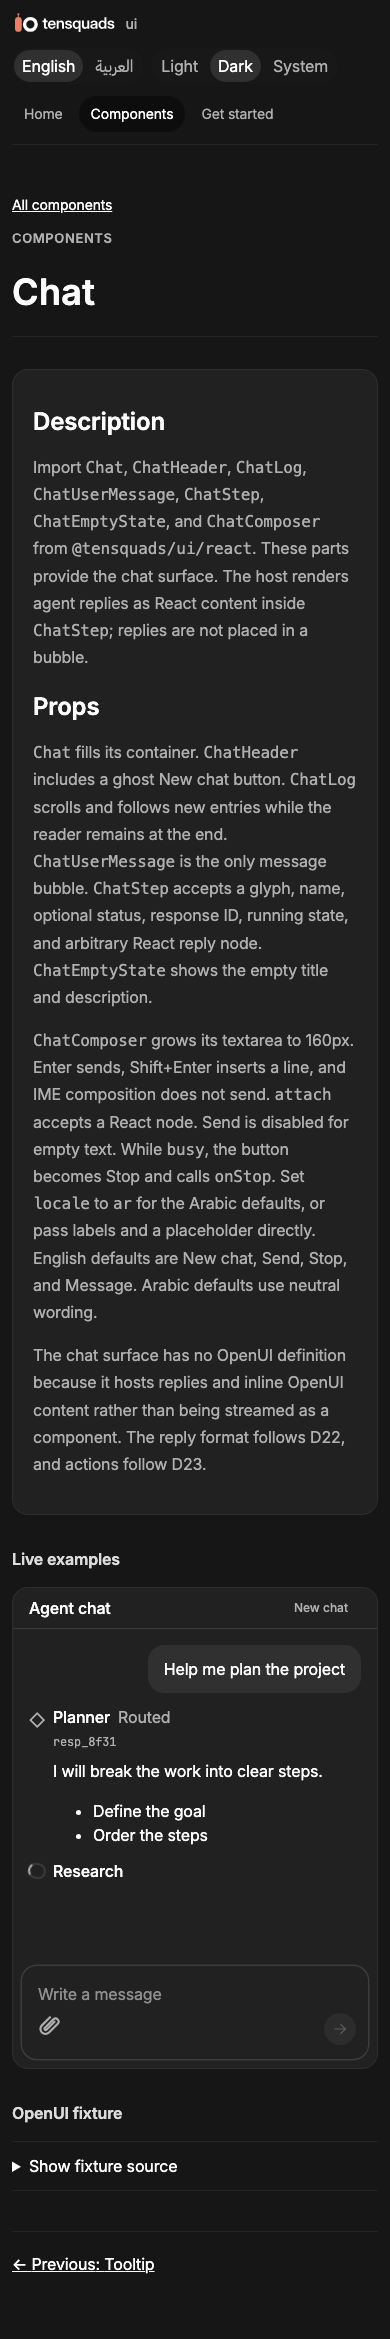 tensquads ui
English العربية Light Dark System
Home Components Get started
All components
COMPONENTS
Chat
Description
Import Chat, ChatHeader, ChatLog,
ChatUserMessage, ChatStep,
ChatEmptyState, and ChatComposer
from @tensquads/ui/react. These parts
provide the chat surface. The host renders
agent replies as React content inside
ChatStep; replies are not placed in a
bubble.
Props
Chat fills its container. ChatHeader
includes a ghost New chat button. ChatLog
scrolls and follows new entries while the
reader remains at the end.
ChatUserMessage is the only message
bubble. ChatStep accepts a glyph, name,
optional status, response ID, running state,
and arbitrary React reply node.
ChatEmptyState shows the empty title
and description.
ChatComposer grows its textarea to 160px.
Enter sends, Shift+Enter inserts a line, and
IME composition does not send. attach
accepts a React node. Send is disabled for
empty text. While busy, the button
becomes Stop and calls onStop. Set
locale to ar for the Arabic defaults, or
pass labels and a placeholder directly.
English defaults are New chat, Send, Stop,
and Message. Arabic defaults use neutral
wording.
The chat surface has no OpenUI definition
because it hosts replies and inline OpenUI
content rather than being streamed as a
component. The reply format follows D22,
and actions follow D23.
Live examples
Agent chat New chat
Help me plan the project
Planner Routed
resp_8f31
I will break the work into clear steps.
• Define the goal
• Order the steps
Research
Write a message
OpenUI fixture
▶ Show fixture source
← Previous: Tooltip